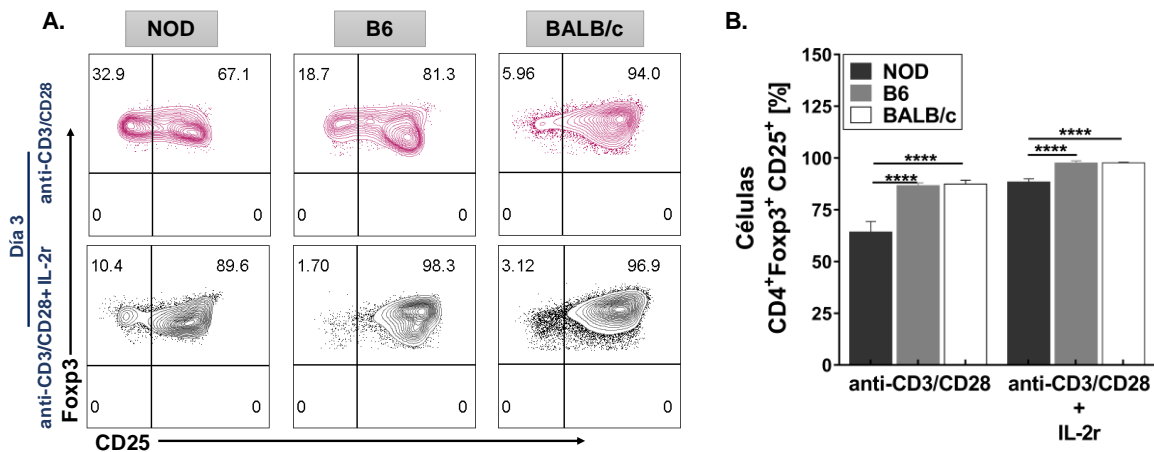 A.
NOD
B6
BALB/c
Día 3
anti-CD3/CD28
32.9
67.1
0
0
18.7
81.3
0
0
5.96
94.0
0
0
anti-CD3/CD28+ IL-2r
10.4
89.6
0
0
1.70
98.3
0
0
3.12
96.9
0
0
Foxp3
CD25
B.
Células
CD4+Foxp3+ CD25+ [%]
150
125
100
75
50
25
0
NOD
B6
BALB/c
****
****
****
****
anti-CD3/CD28
anti-CD3/CD28
+
IL-2r